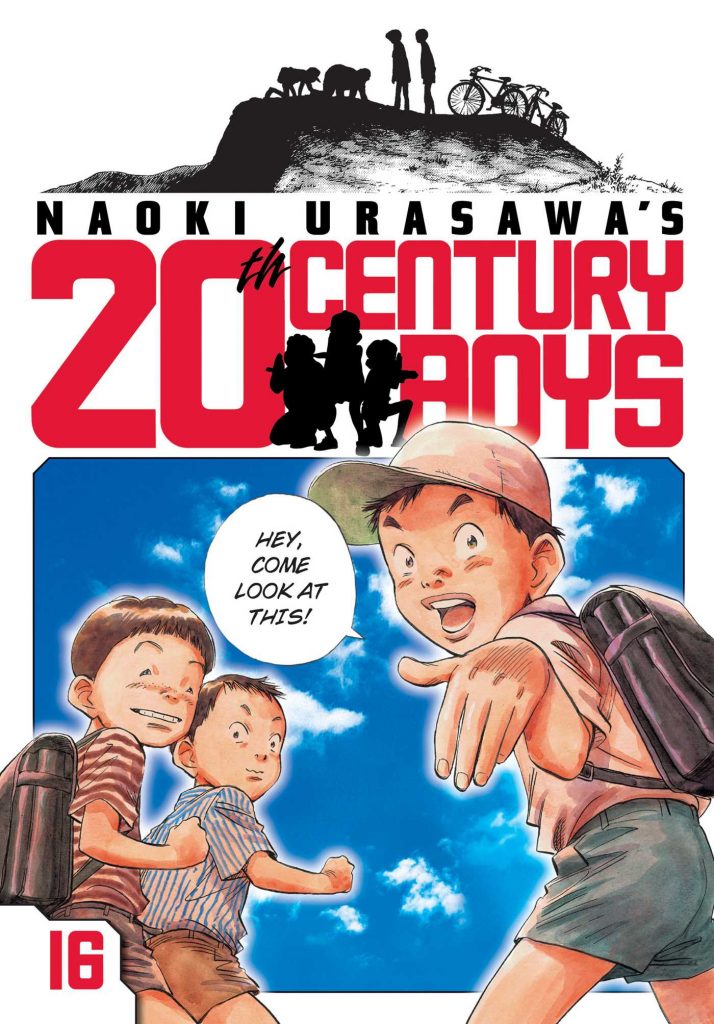 NAOKI URASAWA'S
20th CENTURY
BOYS
HEY,
COME
LOOK AT
THIS!
16